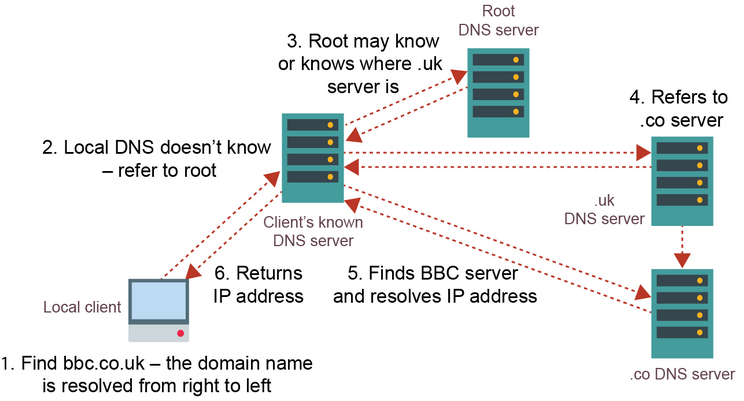 Root
DNS server
3. Root may know
or knows where .uk
server is
4. Refers to
.co server
2. Local DNS doesn’t know
– refer to root
.uk
DNS server
Client’s known
DNS server
6. Returns
IP address
5. Finds BBC server
and resolves IP address
Local client
1. Find bbc.co.uk – the domain name
is resolved from right to left
.co DNS server